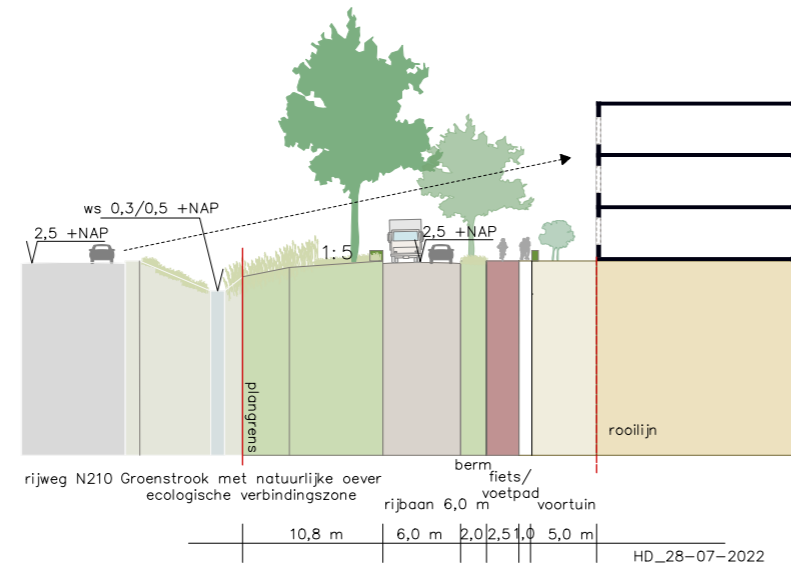 ws 0,3/0,5 +NAP
2,5 +NAP
2,5 +NAP
1:5
plangrens
rooilijn
rijweg N210 Groenstrook met natuurlijke oever
ecologische verbindingszone
berm
fiets/
voetpad
rijbaan 6,0 m
voortuin
10,8 m
6,0 m
2,0
2,5
1,0
5,0 m
HD_28-07-2022